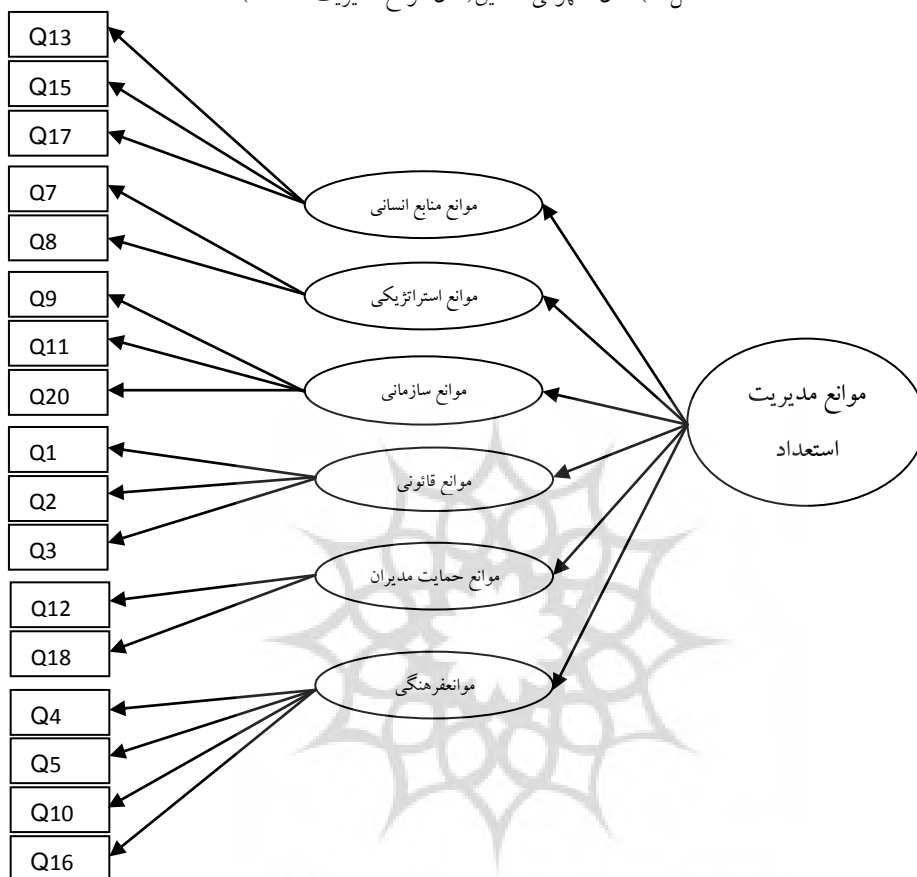 Q13
Q15
Q17
Q7
Q8
Q9
Q11
Q20
Q1
Q2
Q3
Q12
Q18
Q4
Q5
Q10
Q16
موانع منابع انسانی
موانع استراتژیکی
موانع سازمانی
موانع قانونی
موانع حمایت مدیران
موانعفرهنگی
موانع مدیریت
استعداد